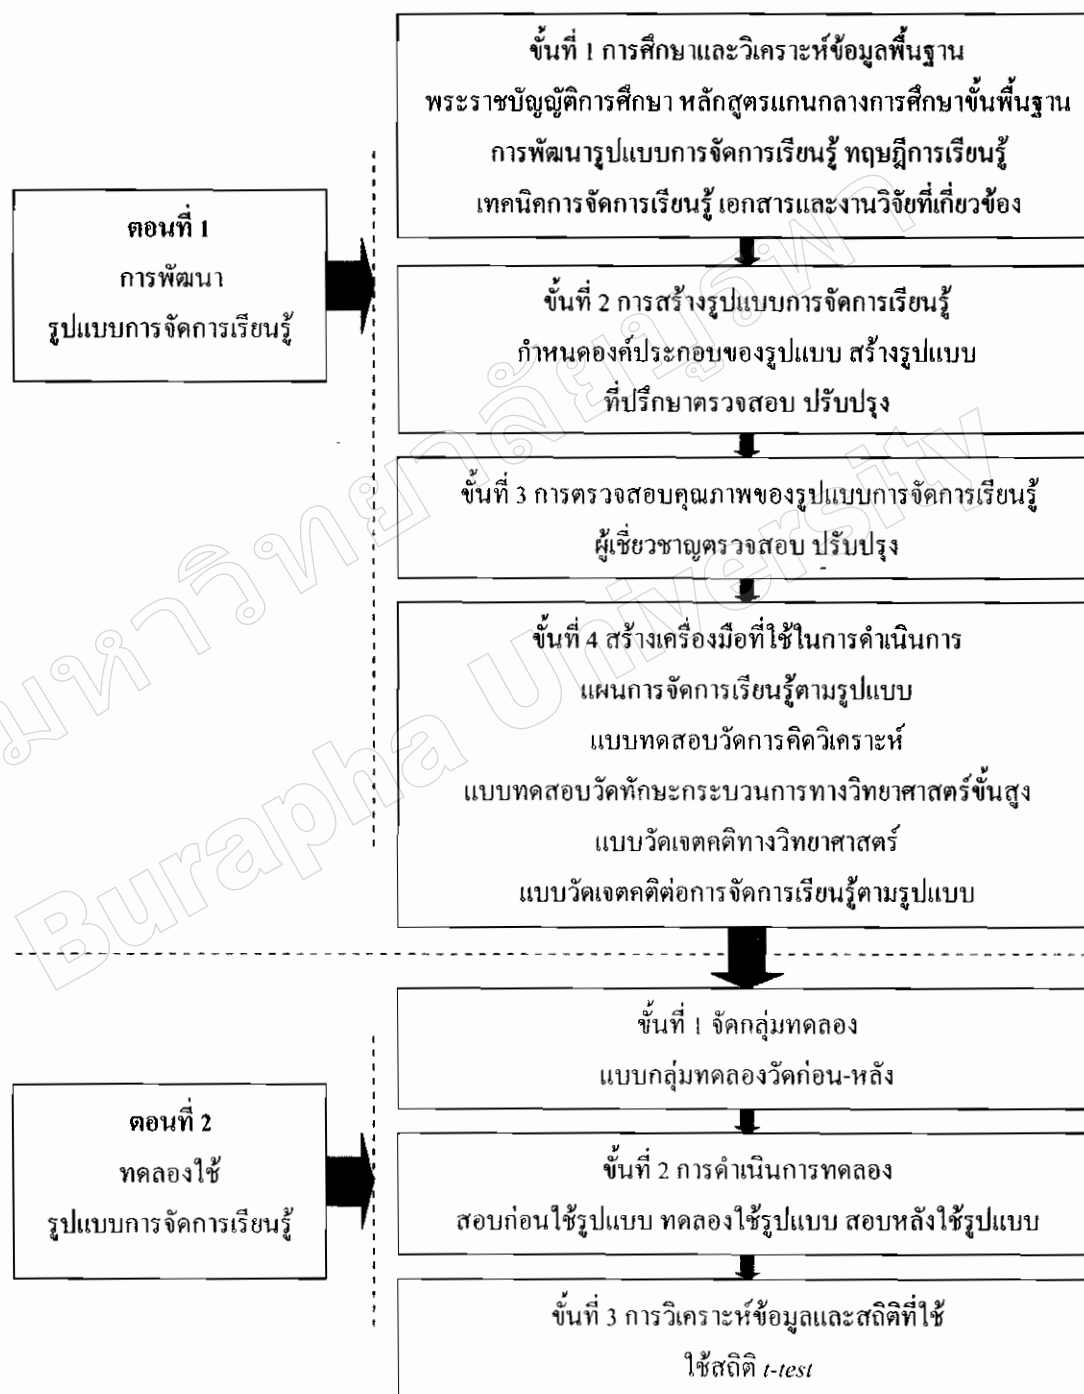 ขั้นที่ 1 การศึกษาและวิเคราะห์ข้อมูลพื้นฐาน
พระราชบัญญัติการศึกษา หลักสูตรแกนกลางการศึกษาขั้นพื้นฐาน
การพัฒนารูปแบบการจัดการเรียนรู้ ทฤษฎีการเรียนรู้
เทคนิคการจัดการเรียนรู้ เอกสารและงานวิจัยที่เกี่ยวข้อง
ตอนที่ 1
การพัฒนา
รูปแบบการจัดการเรียนรู้
ขั้นที่ 2 การสร้างรูปแบบการจัดการเรียนรู้
กำหนดองค์ประกอบของรูปแบบ สร้างรูปแบบ
ที่ปรึกษาตรวจสอบ ปรับปรุง
ขั้นที่ 3 การตรวจสอบคุณภาพของรูปแบบการจัดการเรียนรู้
ผู้เชี่ยวชาญตรวจสอบ ปรับปรุง
ขั้นที่ 4 สร้างเครื่องมือที่ใช้ในการดำเนินการ
แผนการจัดการเรียนรู้ตามรูปแบบ
แบบทดสอบวัดการคิดวิเคราะห์
แบบทดสอบวัดทักษะกระบวนการทางวิทยาศาสตร์ขั้นสูง
แบบวัดเจตคติทางวิทยาศาสตร์
แบบวัดเจตคติต่อการจัดการเรียนรู้ตามรูปแบบ
ขั้นที่ 1 จัดกลุ่มทดลอง
แบบกลุ่มทดลองวัดก่อน-หลัง
ตอนที่ 2
ทดลองใช้
รูปแบบการจัดการเรียนรู้
ขั้นที่ 2 การดำเนินการทดลอง
สอบก่อนใช้รูปแบบ ทดลองใช้รูปแบบ สอบหลังใช้รูปแบบ
ขั้นที่ 3 การวิเคราะห์ข้อมูลและสถิติที่ใช้
ใช้สถิติ t-test
มหาวิทยาลัยบูรพา
Burapha University